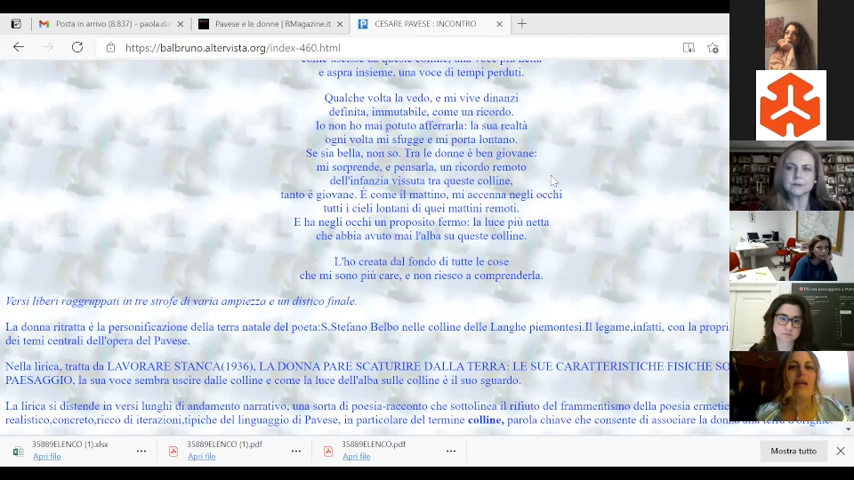 Posta in arrivo (8.837) - paola.da
Pavese e le donne | RMagazine.it
CESARE PAVESE : INCONTRO
https://balbruno.altervista.org/index-460.html
come uscisse da queste colline, una voce più netta
e aspra insieme, una voce di tempi perduti.
Qualche volta la vedo, e mi vive dinanzi
definita, immutabile, come un ricordo.
Io non ho mai potuto afferrarla: la sua realtà
ogni volta mi sfugge e mi porta lontano.
Se sia bella, non so. Tra le donne è ben giovane:
mi sorprende, e pensarla, un ricordo remoto
dell'infanzia vissuta tra queste colline,
tanto è giovane. È come il mattino, mi accenna negli occhi
tutti i cieli lontani di quei mattini remoti.
E ha negli occhi un proposito fermo: la luce più netta
che abbia avuto mai l'alba su queste colline.
L'ho creata dal fondo di tutte le cose
che mi sono più care, e non riesco a comprenderla.
Versi liberi raggruppati in tre strofe di varia ampiezza e un distico finale.
La donna ritratta è la personificazione della terra natale del poeta:S.Stefano Belbo nelle colline delle Langhe piemontesi.Il legame,infatti, con la propri
dei temi centrali dell'opera del Pavese.
Nella lirica, tratta da LAVORARE STANCA(1936), LA DONNA PARE SCATURIRE DALLA TERRA: LE SUE CARATTERISTICHE FISICHE SO
PAESAGGIO, la sua voce sembra uscire dalle colline e come la luce dell'alba sulle colline è il suo sguardo.
La lirica si distende in versi lunghi di andamento narrativo, una sorta di poesia-racconto che sottolinea il rifiuto del frammentismo della poesia ermetic
realistico,concreto,ricco di iterazioni,tipiche del linguaggio di Pavese, in particolare del termine colline, parola chiave che consente di associare la donna
35889ELENCO (1).xlsx
Apri file
35889ELENCO (1).pdf
Apri file
35889ELENCO.pdf
Apri file
Mostra tutto